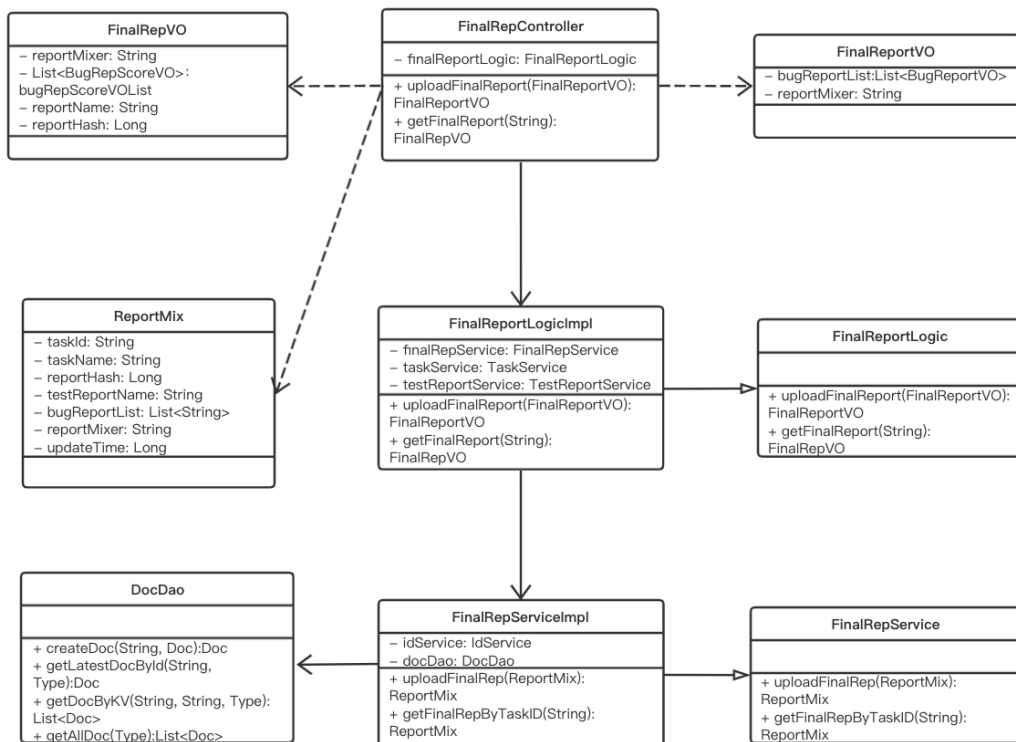 FinalRepVO
– reportMixer: String
– List<BugRepScoreVO>:
bugRepScoreVOList
– reportName: String
– reportHash: Long
FinalRepController
– finalReportLogic: FinalReportLogic
+ uploadFinalReport(FinalReportVO):
FinalReportVO
+ getFinalReport(String):
FinalRepVO
FinalReportVO
– bugReportList:List<BugReportVO>
– reportMixer: String
ReportMix
– taskId: String
– taskName: String
– reportHash: Long
– testReportName: String
– bugReportList: List<String>
– reportMixer: String
– updateTime: Long
FinalReportLogicImpl
– finalRepService: FinalRepService
– taskService: TaskService
– testReportService: TestReportService
+ uploadFinalReport(FinalReportVO):
FinalReportVO
+ getFinalReport(String):
FinalRepVO
FinalReportLogic
+ uploadFinalReport(FinalReportVO):
FinalReportVO
+ getFinalReport(String):
FinalRepVO
DocDao
+ createDoc(String, Doc):Doc
+ getLatestDocById(String,
Type):Doc
+ getDocByKV(String, String, Type):
List<Doc>
+ getAllDoc(Type):List<Doc>
FinalRepServiceImpl
– idService: IdService
– docDao: DocDao
+ uploadFinalRep(ReportMix):
ReportMix
+ getFinalRepByTaskID(String):
ReportMix
FinalRepService
+ uploadFinalRep(ReportMix):
ReportMix
+ getFinalRepByTaskID(String):
ReportMix